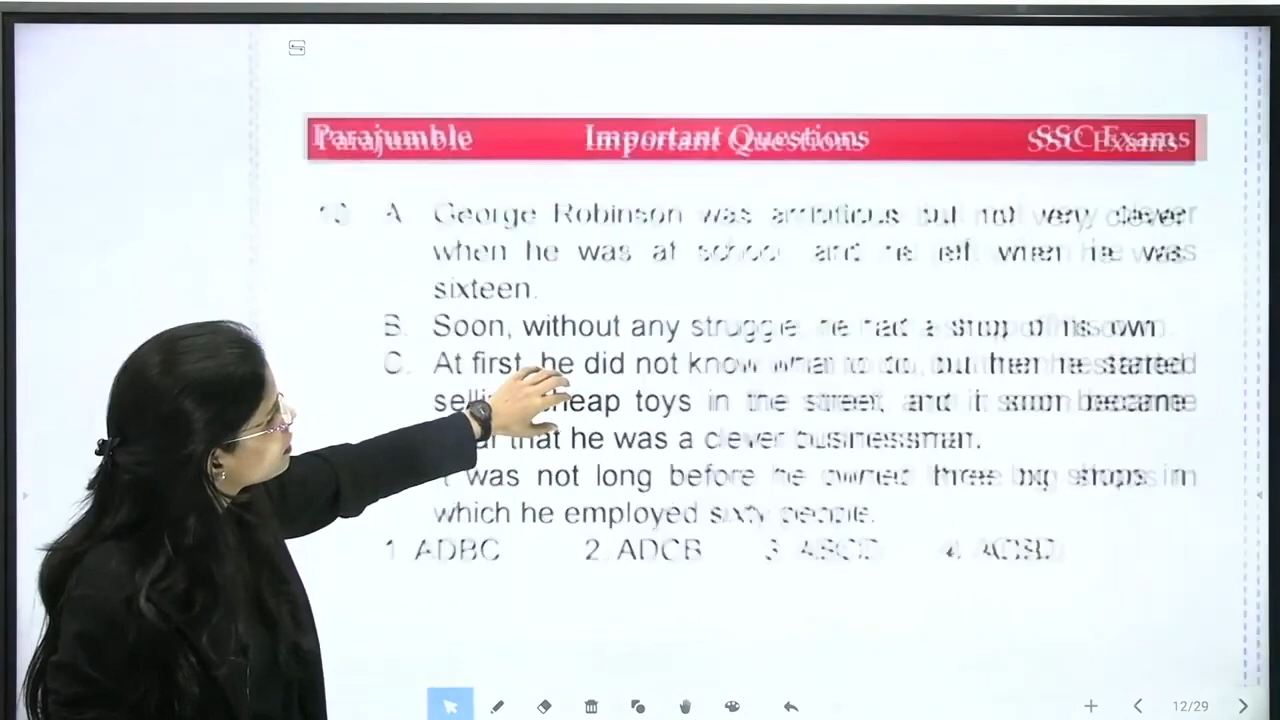 Parajumble Important Questions SSC Exams
A. George Robinson was ambitious but not very clever
when he was at school and he left when he was
sixteen.
B. Soon, without any struggle, he had a shop of his own.
C. At first, he did not know what to do, but then he started
cheap toys in the street, and it soon became
that he was a clever businessman.
was not long before he owned three big shops in
which he employed sixty people.
1. ADBC 2. ADCB 3. ABCD 4. ACBD
12/29